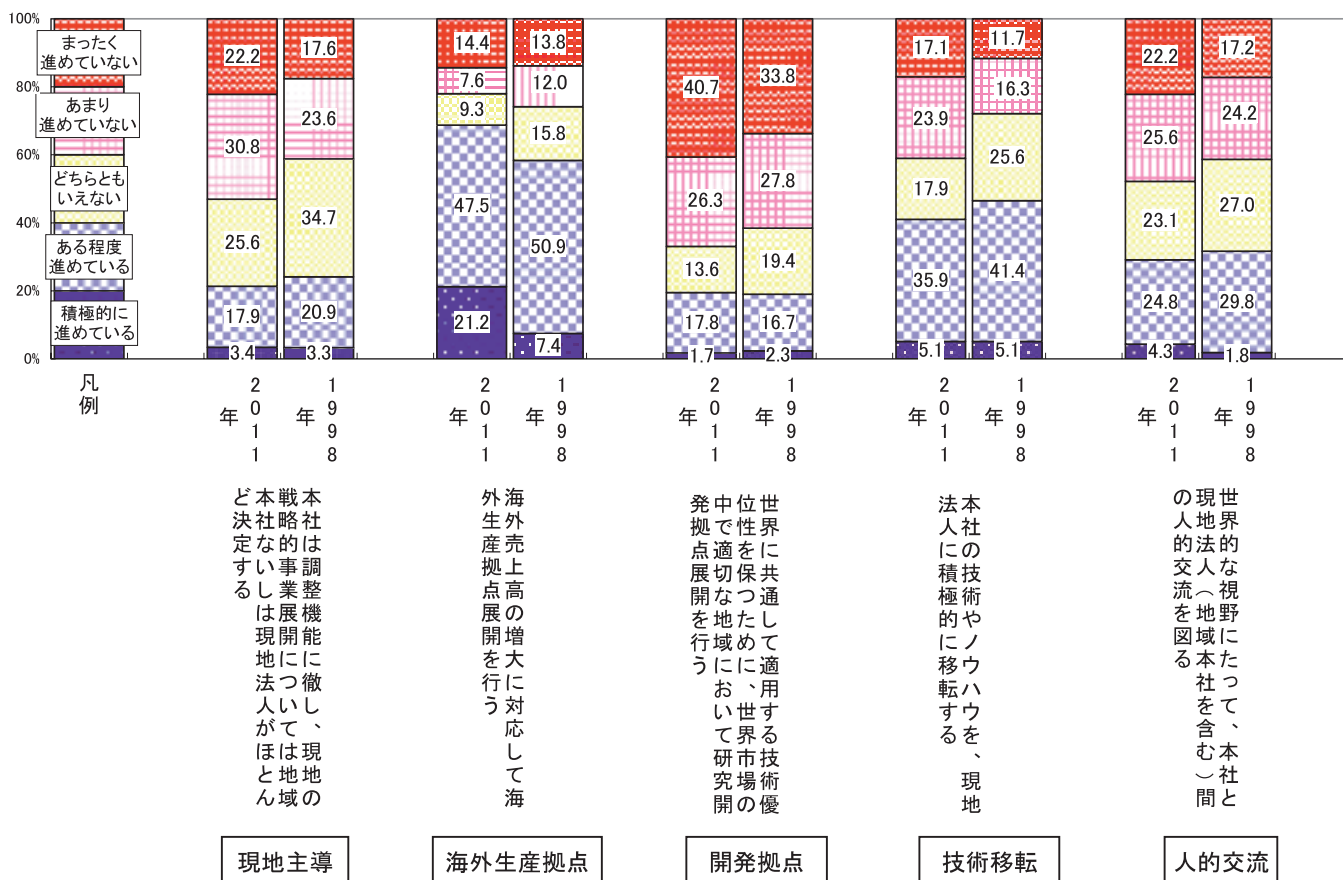 100%
80%
60%
40%
20%
0%
まったく
進めていない
あまり
進めていない
どちらとも
いえない
ある程度
進めている
積極的に
進めている
凡例
22.2
30.8
25.6
17.9
3.4
17.6
23.6
34.7
20.9
3.3
14.4
7.6
9.3
47.5
21.2
13.8
12.0
15.8
50.9
7.4
40.7
26.3
13.6
17.8
1.7
33.8
27.8
19.4
16.7
2.3
17.1
23.9
17.9
35.9
5.1
11.7
16.3
25.6
41.4
5.1
22.2
25.6
23.1
24.8
4.3
17.2
24.2
27.0
29.8
1.8
2011年
1998年
2011年
1998年
2011年
1998年
2011年
1998年
2011年
1998年
本社は調整機能に徹し、現地の
戦略的事業展開については地域
本社ないしは現地法人がほとん
ど決定する
海外売上高の増大に対応して海
外生産拠点展開を行う
世界に共通して適用する技術優
位性を保つために、世界市場の
中で適切な地域において研究開
発拠点展開を行う
本社の技術やノウハウを、現地
法人に積極的に移転する
世界的な視野にたって、本社と
現地法人（地域本社を含む）間
の人的交流を図る
現地主導
海外生産拠点
開発拠点
技術移転
人的交流